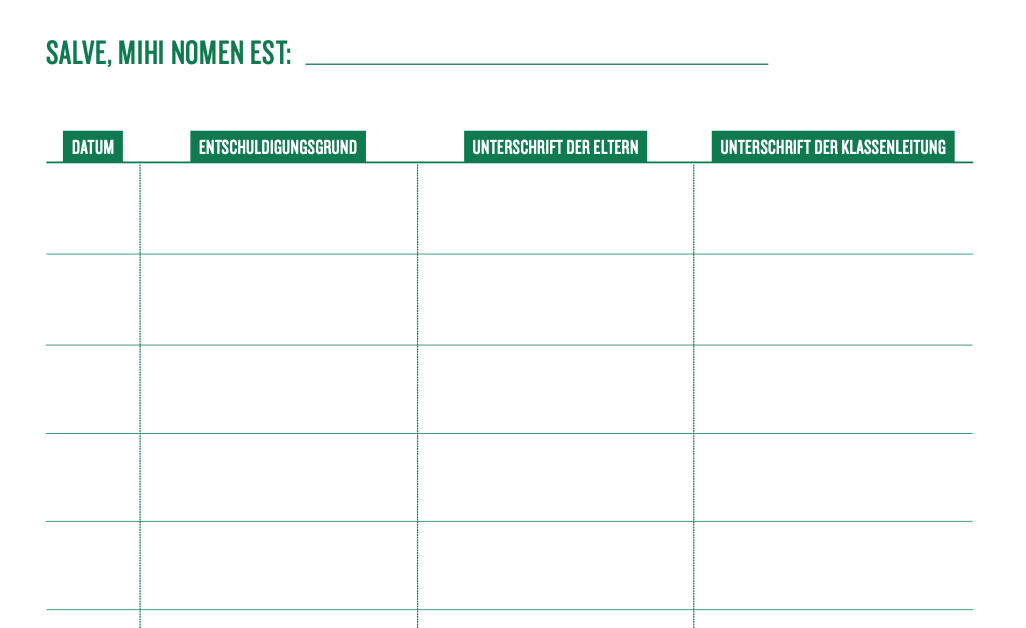 SALVE, MIHI NOMEN EST:
DATUM ENTSCHULDIGUNGSGRUND UNTERSCHRIFT DER ELTERN UNTERSCHRIFT DER KLASSENLEITUNG